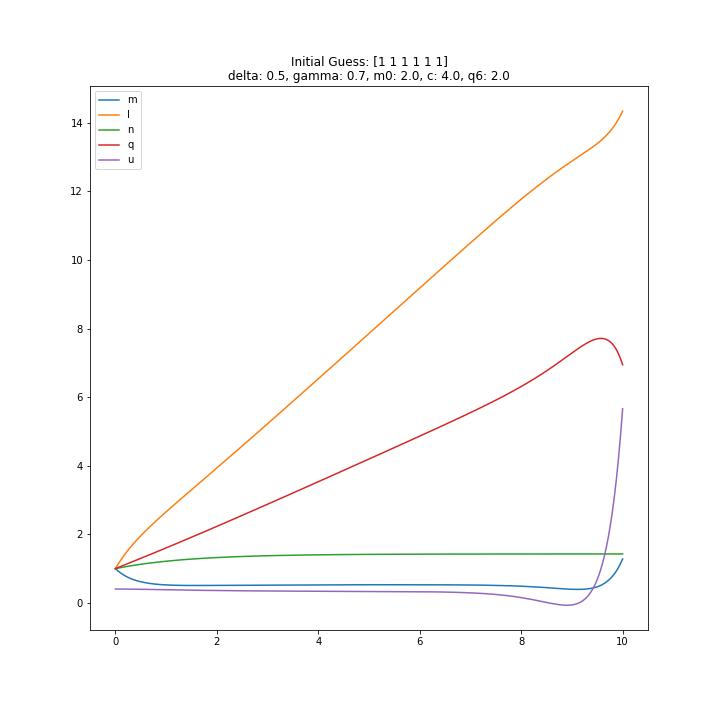 Initial Guess: [1 1 1 1 1 1]
delta: 0.5, gamma: 0.7, m0: 2.0, c: 4.0, q6: 2.0
m
l
n
q
u
14
12
10
8
6
4
2
0
0 2 4 6 8 10